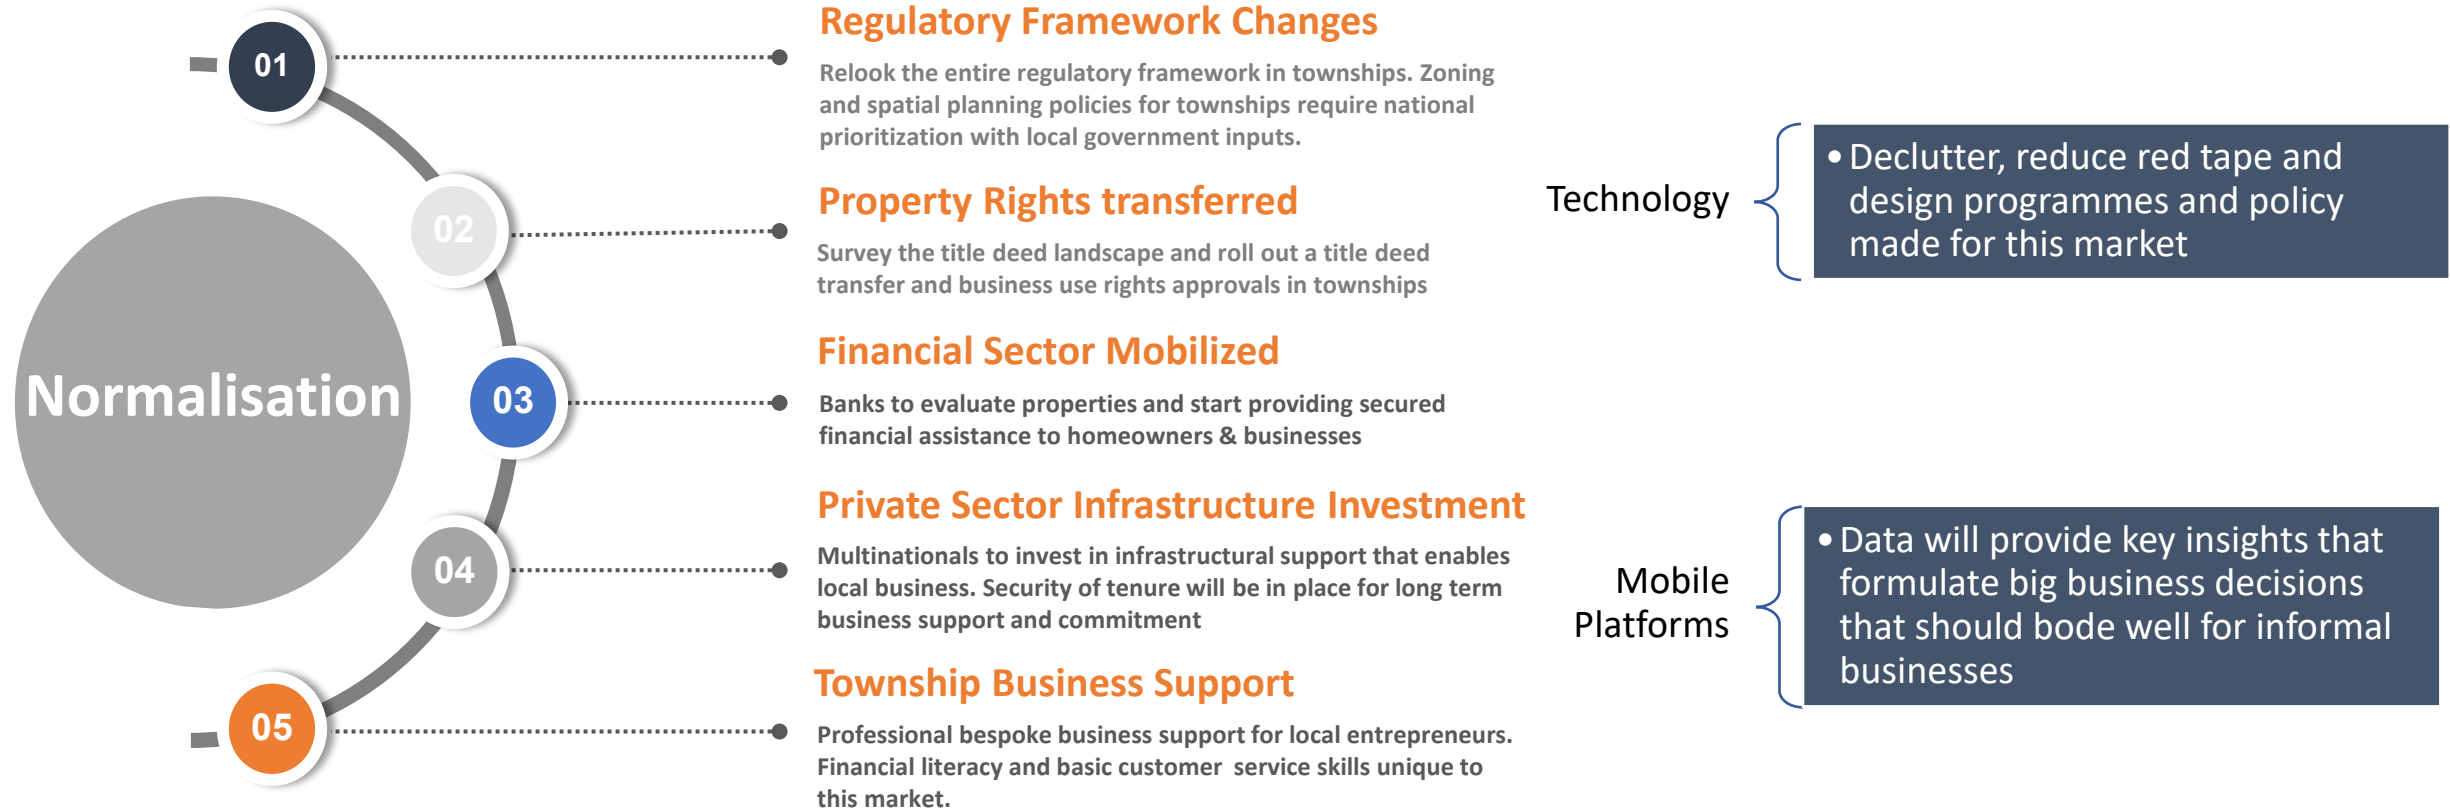 Normalisation
01
Regulatory Framework Changes
Relook the entire regulatory framework in townships. Zoning
and spatial planning policies for townships require national
prioritization with local government inputs.
02
Property Rights transferred
Survey the title deed landscape and roll out a title deed
transfer and business use rights approvals in townships
03
Financial Sector Mobilized
Banks to evaluate properties and start providing secured
financial assistance to homeowners & businesses
04
Private Sector Infrastructure Investment
Multinationals to invest in infrastructural support that enables
local business. Security of tenure will be in place for long term
business support and commitment
05
Township Business Support
Professional bespoke business support for local entrepreneurs.
Financial literacy and basic customer service skills unique to
this market.
Technology
• Declutter, reduce red tape and
design programmes and policy
made for this market
Mobile
Platforms
• Data will provide key insights that
formulate big business decisions
that should bode well for informal
businesses